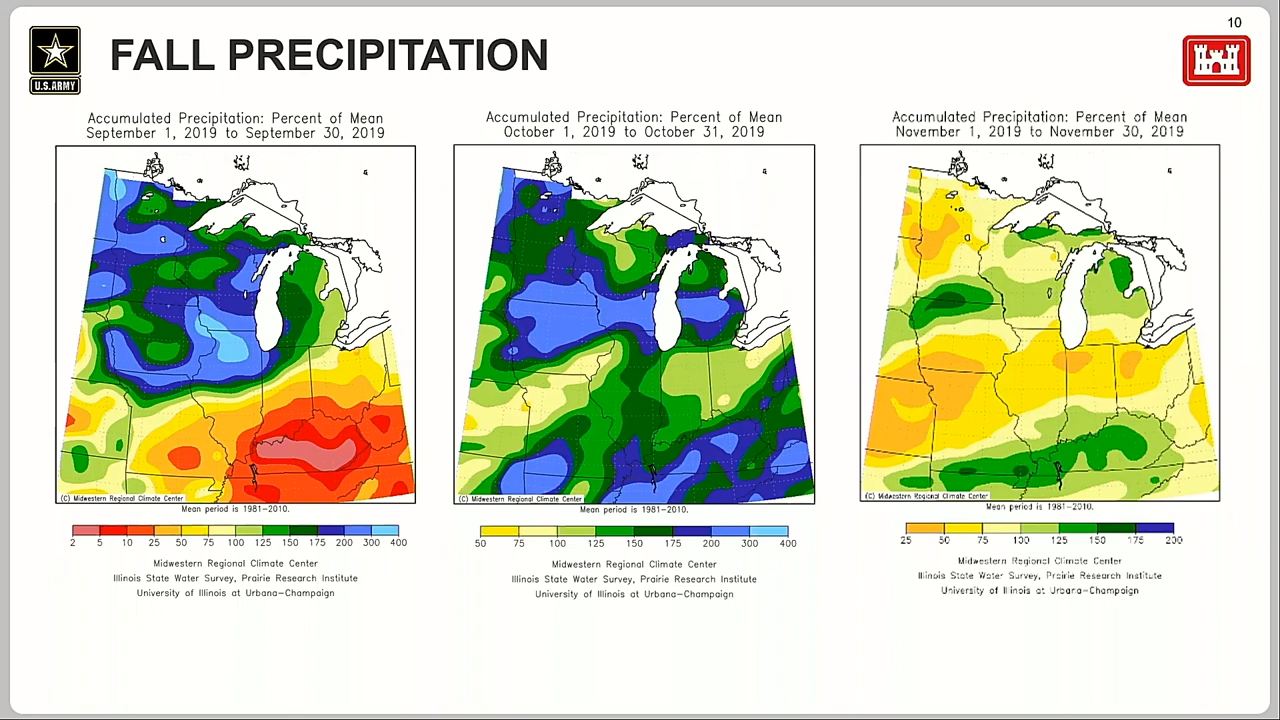 10
U.S.ARMY
FALL PRECIPITATION
Accumulated Precipitation: Percent of Mean
September 1, 2019 to September 30, 2019
(C) Midwestern Regional Climate Center
Mean period is 1981-2010.
2 5 10 25 50 75 100 125 150 175 200 300 400
Midwestern Regional Climate Center
Illinois State Water Survey, Prairie Research Institute
University of Illinois at Urbana-Champaign
Accumulated Precipitation: Percent of Mean
October 1, 2019 to October 31, 2019
(C) Midwestern Regional Climate Center
Mean period is 1981-2010.
50 75 100 125 150 175 200 300 400
Midwestern Regional Climate Center
Illinois State Water Survey, Prairie Research Institute
University of Illinois at Urbana-Champaign
Accumulated Precipitation: Percent of Mean
November 1, 2019 to November 30, 2019
(C) Midwestern Regional Climate Center
Mean period is 1981-2010.
25 50 75 100 125 150 175 200
Midwestern Regional Climate Center
Illinois State Water Survey, Prairie Research Institute
University of Illinois at Urbana-Champaign